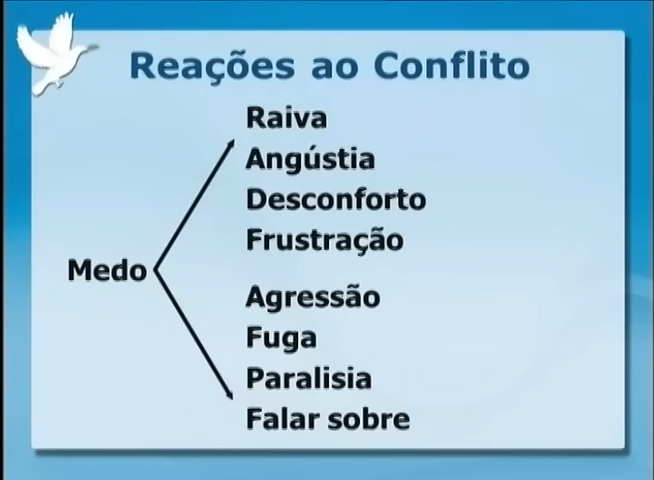 Reações ao Conflito
Raiva
Angústia
Desconforto
Frustração
Medo
Agressão
Fuga
Paralisia
Falar sobre